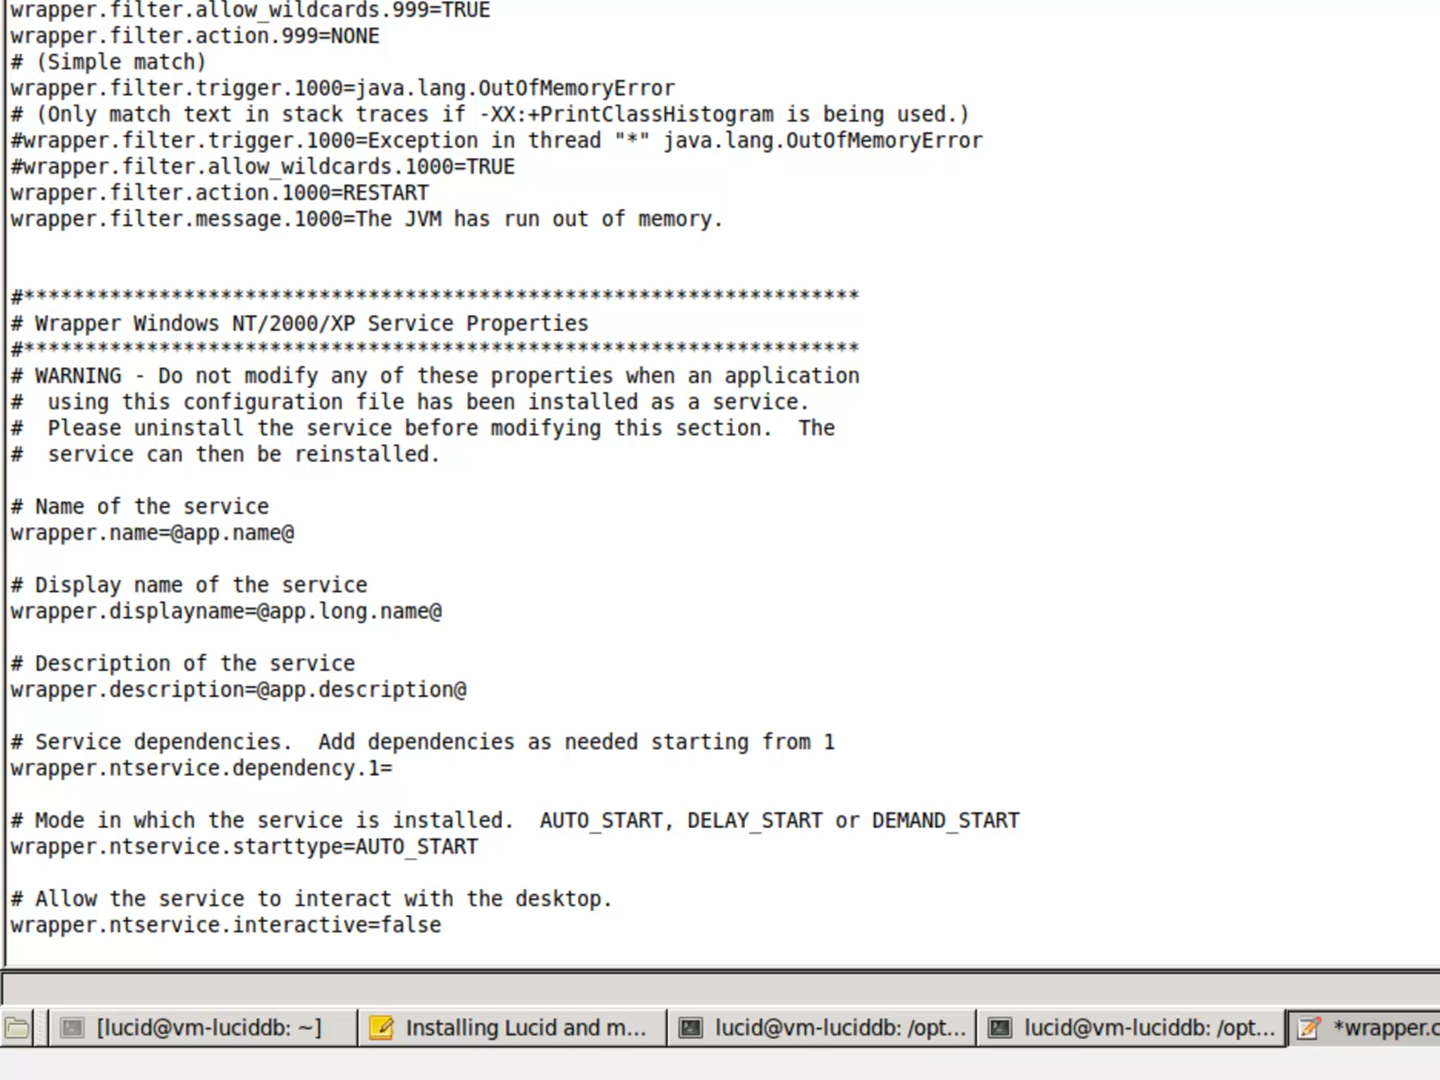 wrapper.filter.allow_wildcards.999=TRUE
wrapper.filter.action.999=NONE
# (Simple match)
wrapper.filter.trigger.1000=java.lang.OutOfMemoryError
# (Only match text in stack traces if -XX:+PrintClassHistogram is being used.)
#wrapper.filter.trigger.1000=Exception in thread "*" java.lang.OutOfMemoryError
#wrapper.filter.allow_wildcards.1000=TRUE
wrapper.filter.action.1000=RESTART
wrapper.filter.message.1000=The JVM has run out of memory.
#********************************************************************
# Wrapper Windows NT/2000/XP Service Properties
#********************************************************************
# WARNING - Do not modify any of these properties when an application
#  using this configuration file has been installed as a service.
#  Please uninstall the service before modifying this section.  The
#  service can then be reinstalled.
# Name of the service
wrapper.name=@app.name@
# Display name of the service
wrapper.displayname=@app.long.name@
# Description of the service
wrapper.description=@app.description@
# Service dependencies.  Add dependencies as needed starting from 1
wrapper.ntservice.dependency.1=
# Mode in which the service is installed.  AUTO_START, DELAY_START or DEMAND_START
wrapper.ntservice.starttype=AUTO_START
# Allow the service to interact with the desktop.
wrapper.ntservice.interactive=false
[lucid@vm-luciddb: ~]
Installing Lucid and m...
lucid@vm-luciddb: /opt...
lucid@vm-luciddb: /opt...
*wrapper.c